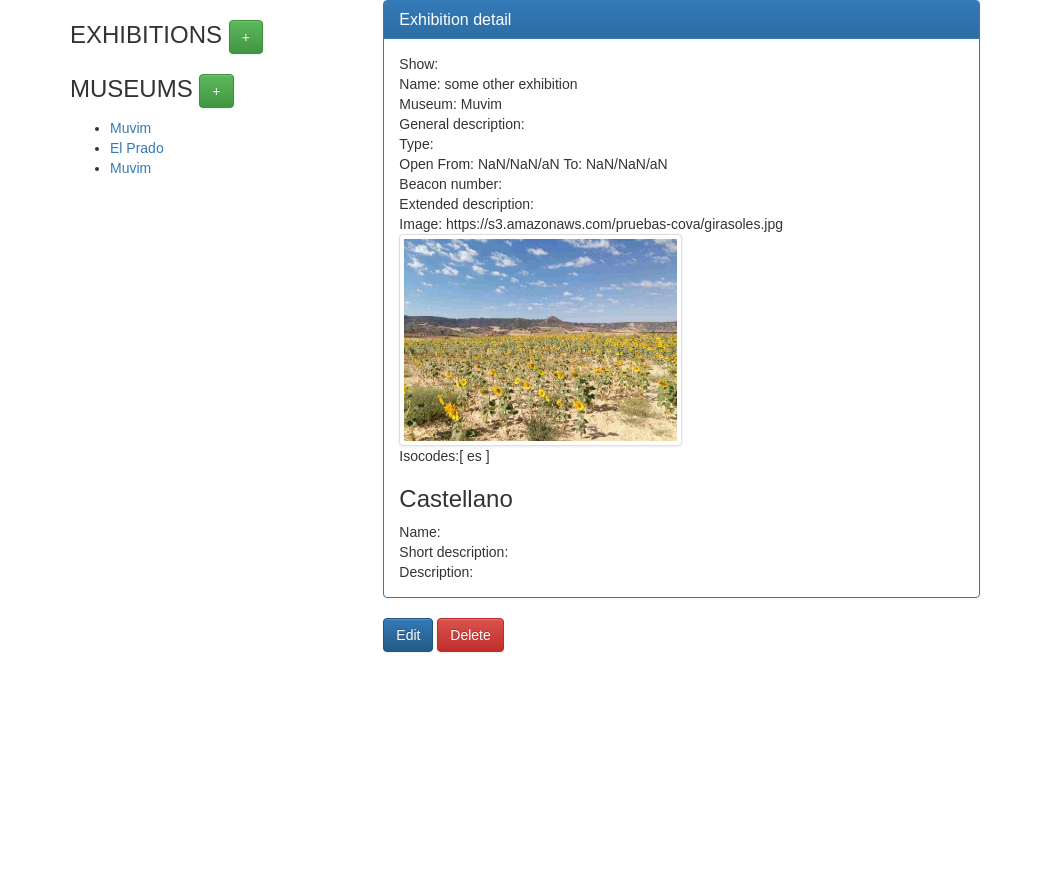 EXHIBITIONS +
MUSEUMS +
Muvim
El Prado
Muvim
Exhibition detail
Show:
Name: some other exhibition
Museum: Muvim
General description:
Type:
Open From: NaN/NaN/aN To: NaN/NaN/aN
Beacon number:
Extended description:
Image: https://s3.amazonaws.com/pruebas-cova/girasoles.jpg
Isocodes:[ es ]
Castellano
Name:
Short description:
Description:
Edit Delete